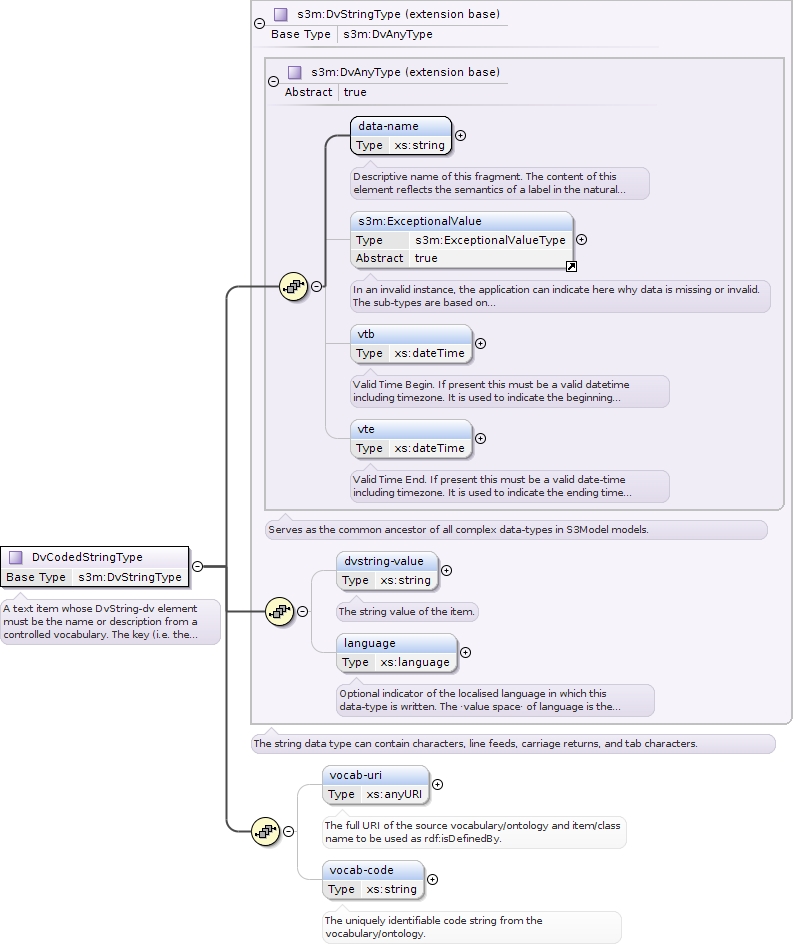 s3m:DvStringType (extension base)
Base Type s3m:DvAnyType
s3m:DvAnyType (extension base)
Abstract true
data-name
Type xs:string
Descriptive name of this fragment. The content of this
element reflects the semantics of a label in the natural...
s3m:ExceptionalValue
Type s3m:ExceptionalValueType
Abstract true
In an invalid instance, the application can indicate here why data is missing or invalid.
The sub-types are based on...
vtb
Type xs:dateTime
Valid Time Begin. If present this must be a valid datetime
including timezone. It is used to indicate the beginning...
vte
Type xs:dateTime
Valid Time End. If present this must be a valid date-time
including timezone. It is used to indicate the ending time...
Serves as the common ancestor of all complex data-types in S3Model models.
DvCodedStringType
Base Type s3m:DvStringType
A text item whose DvString-dv element
must be the name or description from a
controlled vocabulary. The key (i.e. the...
dvstring-value
Type xs:string
The string value of the item.
language
Type xs:language
Optional indicator of the localised language in which this
data-type is written. The ·value space· of language is the...
The string data type can contain characters, line feeds, carriage returns, and tab characters.
vocab-uri
Type xs:anyURI
The full URI of the source vocabulary/ontology and item/class
name to be used as rdf:isDefinedBy.
vocab-code
Type xs:string
The uniquely identifiable code string from the
vocabulary/ontology.